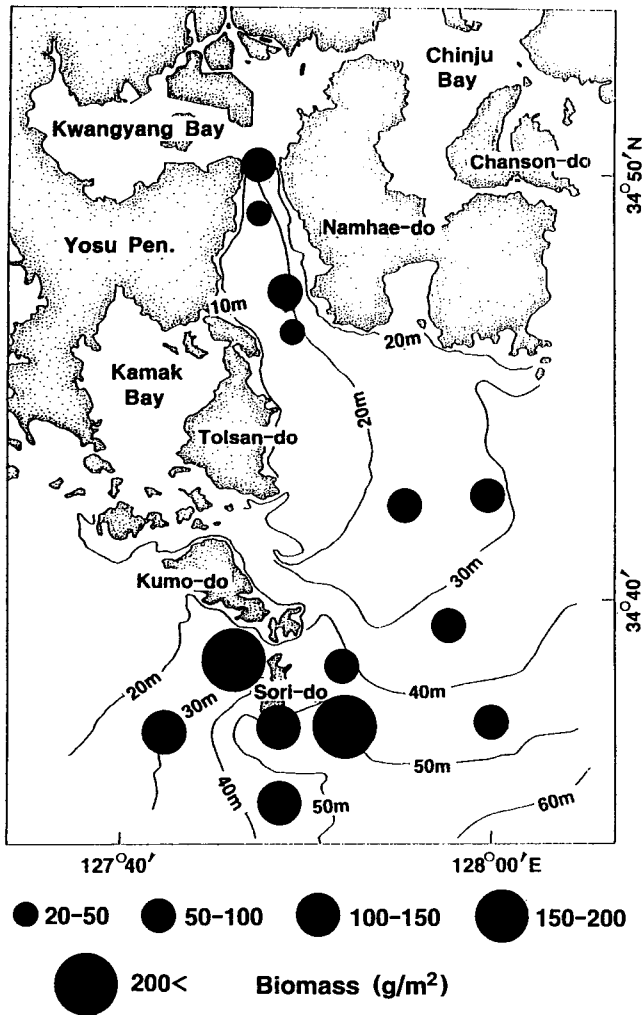 Chinju
Bay
Kwangyang Bay
Chanson-do
34°50'N
Namhae-do
Yosu Pen.
10m
20m
Kamak
Bay
20m
Tolsan-do
30m
Kumo-do
34°40'
20m
Sori-do
40m
30m
50m
40m
50m
60m
127°40'
128°00'E
20-50
50-100
100-150
150-200
200<
Biomass (g/m²)